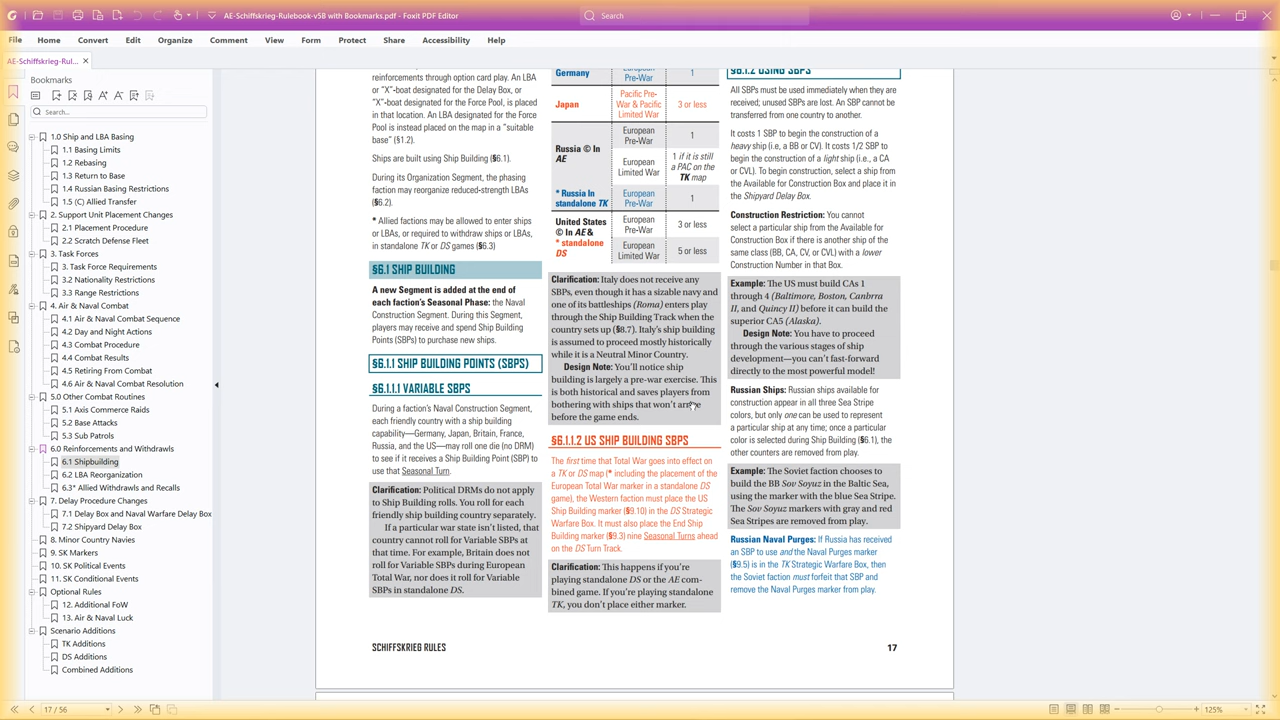 AE-Schiffskrieg-Rulebook-v58 with Bookmarks.pdf - Foxit PDF Editor
Search
File Home Convert Edit Organize Comment View Form Protect Share Accessibility Help
AE-Schiffskrieg-Rul...
Bookmarks
Search...
1.0 Ship and LBA Basing
1.1 Basing Limits
1.2 Rebasing
1.3 Return to Base
1.4 Russian Basing Restrictions
1.5 (C) Allied Transfer
2. Support Unit Placement Changes
2.1 Placement Procedure
2.2 Scratch Defense Fleet
3. Task Forces
3. Task Force Requirements
3.2 Nationality Restrictions
3.3 Range Restrictions
4. Air & Naval Combat
4.1 Air & Naval Combat Sequence
4.2 Day and Night Actions
4.3 Combat Procedure
4.4 Combat Results
4.5 Retiring From Combat
4.6 Air & Naval Combat Resolution
5.0 Other Combat Routines
5.1 Axis Commerce Raids
5.2 Base Attacks
5.3 Sub Patrols
6.0 Reinforcements and Withdrawls
6.1 Shipbuilding
6.2 LBA Reorganization
6.3* Allied Withdrawls and Recalls
7. Delay Procedure Changes
7.1 Delay Box and Naval Warfare Delay Box
7.2 Shipyard Delay Box
8. Minor Country Navies
9. SK Markers
10. SK Political Events
11. SK Conditional Events
Optional Rules
12. Additional FoW
13. Air & Naval Luck
Scenario Additions
TK Additions
DS Additions
Combined Additions
reinforcements through option card play. An LBA
or "X"-boat designated for the Delay Box, or
"X"-boat designated for the Force Pool, is placed
in that location. An LBA designated for the Force
Pool is instead placed on the map in a "suitable
base" (§1.2).
Ships are built using Ship Building (§6.1).
During its Organization Segment, the phasing
faction may reorganize reduced-strength LBAs
(§6.2).
* Allied factions may be allowed to enter ships
or LBAs, or required to withdraw ships or LBAs,
in standalone TK or DS games (§6.3)
§6.1 SHIP BUILDING
A new Segment is added at the end of
each faction's Seasonal Phase: the Naval
Construction Segment. During this Segment,
players may receive and spend Ship Building
Points (SBPs) to purchase new ships.
§6.1.1 SHIP BUILDING POINTS (SBPS)
§6.1.1.1 VARIABLE SBPS
During a faction's Naval Construction Segment,
each friendly country with a ship building
capability—Germany, Japan, Britain, France,
Russia, and the US—may roll one die (no DRM)
to see if it receives a Ship Building Point (SBP) to
use that Seasonal Turn.
Clarification: Political DRMs do not apply
to Ship Building rolls. You roll for each
friendly ship building country separately.
If a particular war state isn't listed, that
country cannot roll for Variable SBPs at
that time. For example, Britain does not
roll for Variable SBPs during European
Total War, nor does it roll for Variable
SBPs in standalone DS.
Germany European Pre-War 1
Japan Pacific Pre-War & Pacific Limited War 3 or less
Russia © In AE European Pre-War 1
European Limited War 1 if it is still a PAC on the TK map
* Russia In standalone TK European Pre-War 1
United States © In AE & * standalone DS European Pre-War 3 or less
European Limited War 5 or less
Clarification: Italy does not receive any
SBPs, even though it has a sizable navy and
one of its battleships (Roma) enters play
through the Ship Building Track when the
country sets up (§8.7). Italy's ship building
is assumed to proceed mostly historically
while it is a Neutral Minor Country.
Design Note: You'll notice ship
building is largely a pre-war exercise. This
is both historical and saves players from
bothering with ships that won't arrive
before the game ends.
§6.1.1.2 US SHIP BUILDING SBPS
The first time that Total War goes into effect on
a TK or DS map (* including the placement of the
European Total War marker in a standalone DS
game), the Western faction must place the US
Ship Building marker (§9.10) in the DS Strategic
Warfare Box. It must also place the End Ship
Building marker (§9.3) nine Seasonal Turns ahead
on the DS Turn Track.
Clarification: This happens if you're
playing standalone DS or the AE com-
bined game. If you're playing standalone
TK, you don't place either marker.
§6.1.2 USING SBPS
All SBPs must be used immediately when they are
received; unused SBPs are lost. An SBP cannot be
transferred from one country to another.
It costs 1 SBP to begin the construction of a
heavy ship (i.e, a BB or CV). It costs 1/2 SBP to
begin the construction of a light ship (i.e., a CA
or CVL). To begin construction, select a ship from
the Available for Construction Box and place it in
the Shipyard Delay Box.
Construction Restriction: You cannot
select a particular ship from the Available for
Construction Box if there is another ship of the
same class (BB, CA, CV, or CVL) with a lower
Construction Number in that Box.
Example: The US must build CAs 1
through 4 (Baltimore, Boston, Canbrra
II, and Quincy II) before it can build the
superior CA5 (Alaska).
Design Note: You have to proceed
through the various stages of ship
development—you can't fast-forward
directly to the most powerful model!
Russian Ships: Russian ships available for
construction appear in all three Sea Stripe
colors, but only one can be used to represent
a particular ship at any time; once a particular
color is selected during Ship Building (§6.1), the
other counters are removed from play.
Example: The Soviet faction chooses to
build the BB Sov Soyuz in the Baltic Sea,
using the marker with the blue Sea Stripe.
The Sov Soyuz markers with gray and red
Sea Stripes are removed from play.
Russian Naval Purges: If Russia has received
an SBP to use and the Naval Purges marker
(§9.5) is in the TK Strategic Warfare Box, then
the Soviet faction must forfeit that SBP and
remove the Naval Purges marker from play.
SCHIFFSKRIEG RULES
17
17 / 56
125%